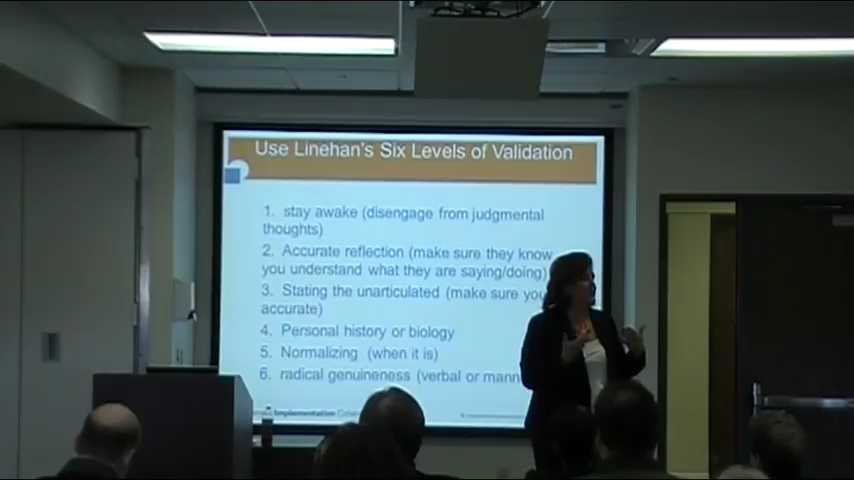 Use Linehan's Six Levels of Validation
1. stay awake (disengage from judgmental
thoughts)
2. Accurate reflection (make sure they know
you understand what they are saying/doing)
3. Stating the unarticulated (make sure you
accurate)
4. Personal history or biology
5. Normalizing (when it is)
6. radical genuineness (verbal or
Implementation